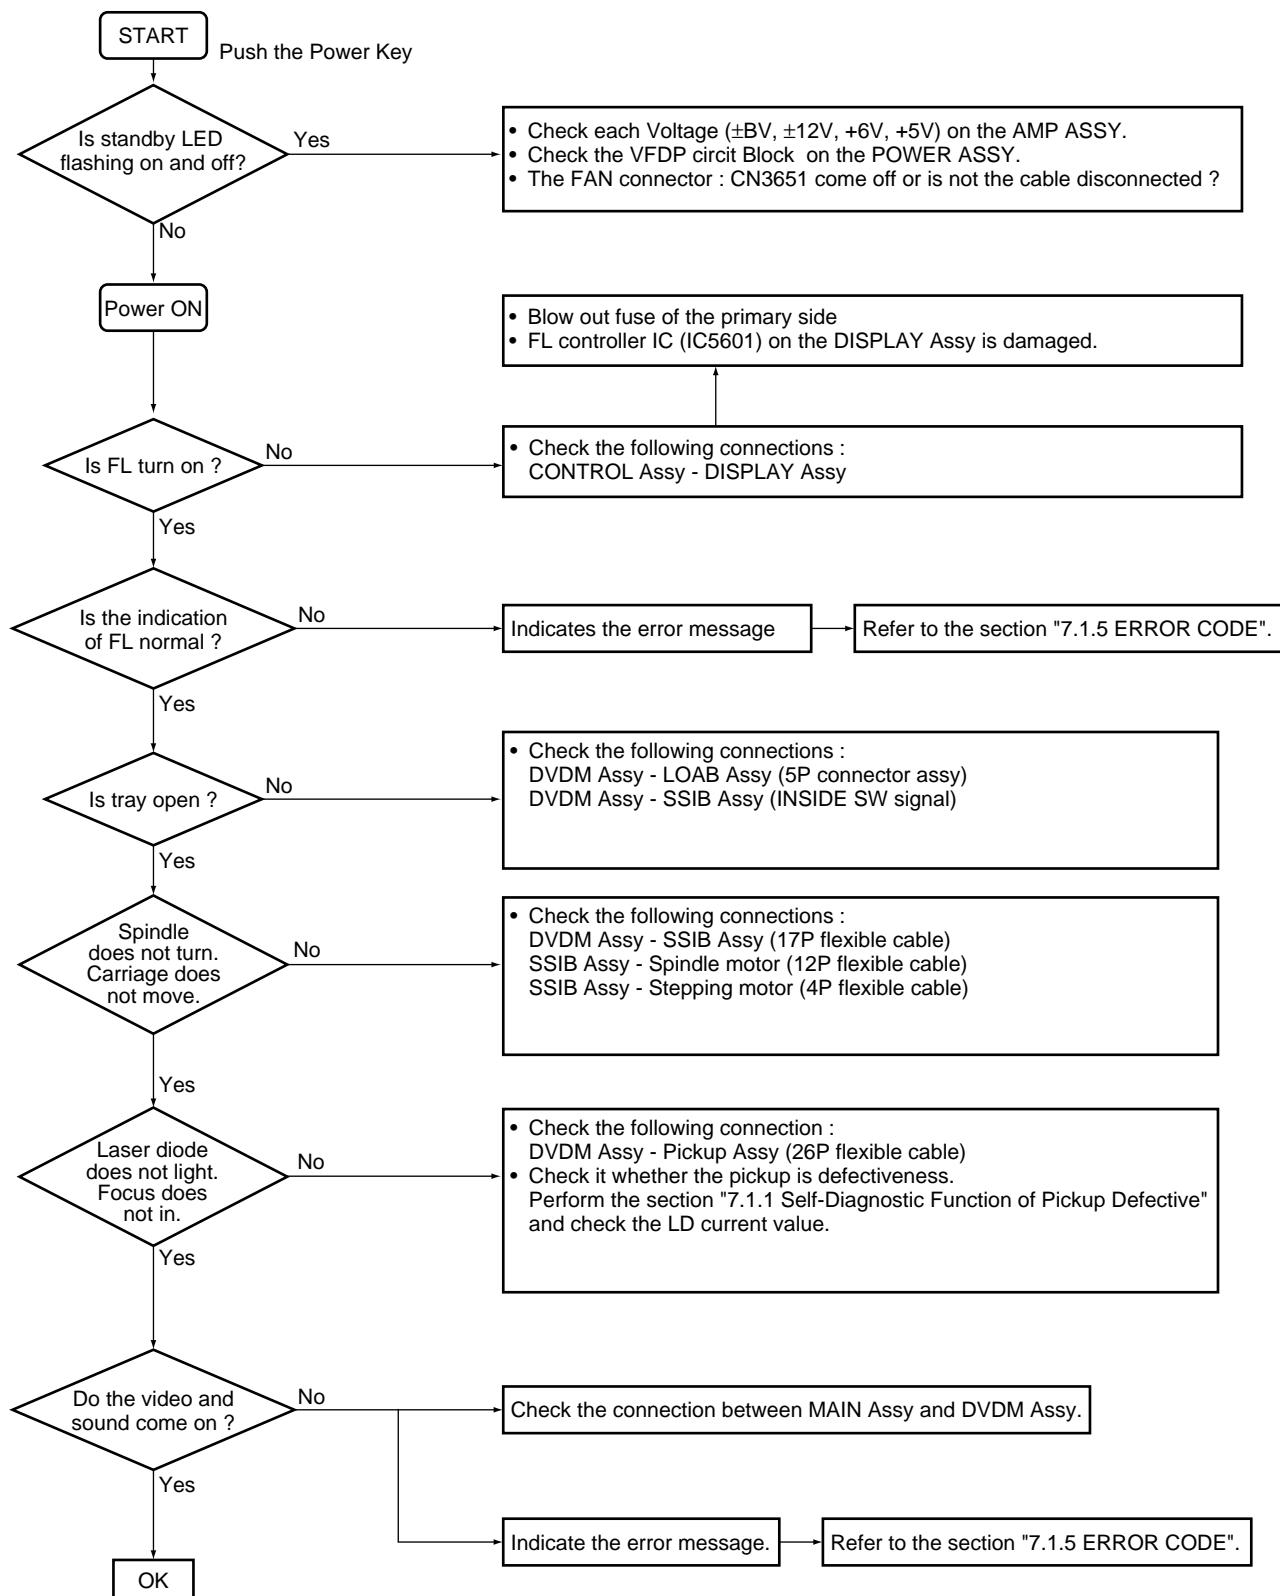 START
Push the Power Key
Is standby LED
flashing on and off?
Yes
• Check each Voltage (±BV, ±12V, +6V, +5V) on the AMP ASSY.
• Check the VFDP circit Block  on the POWER ASSY.
• The FAN connector : CN3651 come off or is not the cable disconnected ?
No
Power ON
• Blow out fuse of the primary side
• FL controller IC (IC5601) on the DISPLAY Assy is damaged.
Is FL turn on ?
No
• Check the following connections :
CONTROL Assy - DISPLAY Assy
Yes
Is the indication
of FL normal ?
No
Indicates the error message
Refer to the section "7.1.5 ERROR CODE".
Yes
Is tray open ?
No
• Check the following connections :
DVDM Assy - LOAB Assy (5P connector assy)
DVDM Assy - SSIB Assy (INSIDE SW signal)
Yes
Spindle
does not turn.
Carriage does
not move.
No
• Check the following connections :
DVDM Assy - SSIB Assy (17P flexible cable)
SSIB Assy - Spindle motor (12P flexible cable)
SSIB Assy - Stepping motor (4P flexible cable)
Yes
Laser diode
does not light.
Focus does
not in.
No
• Check the following connection :
DVDM Assy - Pickup Assy (26P flexible cable)
• Check it whether the pickup is defectiveness.
Perform the section "7.1.1 Self-Diagnostic Function of Pickup Defective"
and check the LD current value.
Yes
Do the video and
sound come on ?
No
Check the connection between MAIN Assy and DVDM Assy.
Yes
Indicate the error message.
Refer to the section "7.1.5 ERROR CODE".
OK